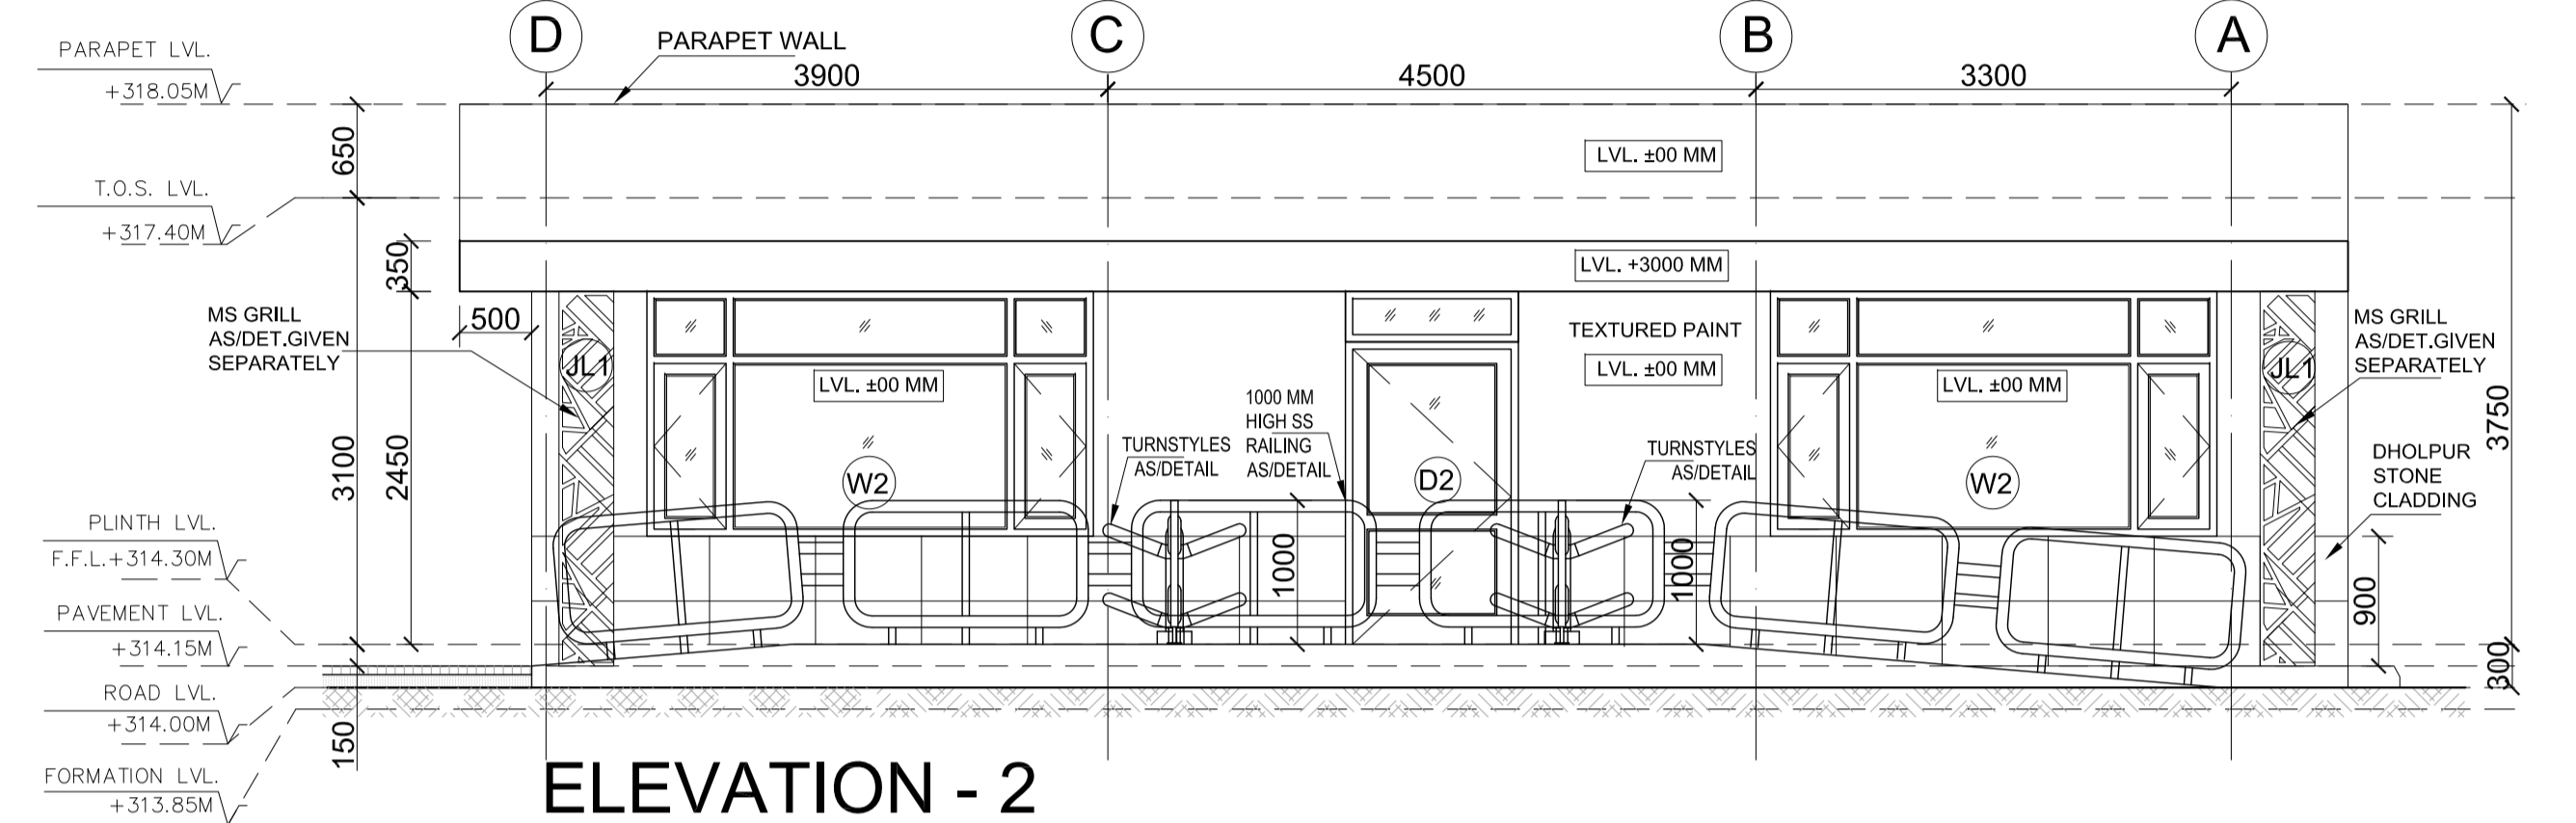 D
C
B
A
PARAPET WALL
3900
4500
3300
PARAPET LVL.
+318.05M
650
LVL. ±00 MM
T.O.S. LVL.
+317.40M
350
LVL. +3000 MM
500
MS GRILL
AS/DET.GIVEN
SEPARATELY
JL1
LVL. ±00 MM
W2
TEXTURED PAINT
LVL. ±00 MM
1000 MM
HIGH SS
RAILING
AS/DETAIL
TURNSTYLES
AS/DETAIL
D2
TURNSTYLES
AS/DETAIL
LVL. ±00 MM
W2
JL1
MS GRILL
AS/DET.GIVEN
SEPARATELY
DHOLPUR
STONE
CLADDING
3100
2450
1000
1000
900
3750
300
PLINTH LVL.
F.F.L.+314.30M
PAVEMENT LVL.
+314.15M
ROAD LVL.
+314.00M
150
FORMATION LVL.
+313.85M
ELEVATION - 2